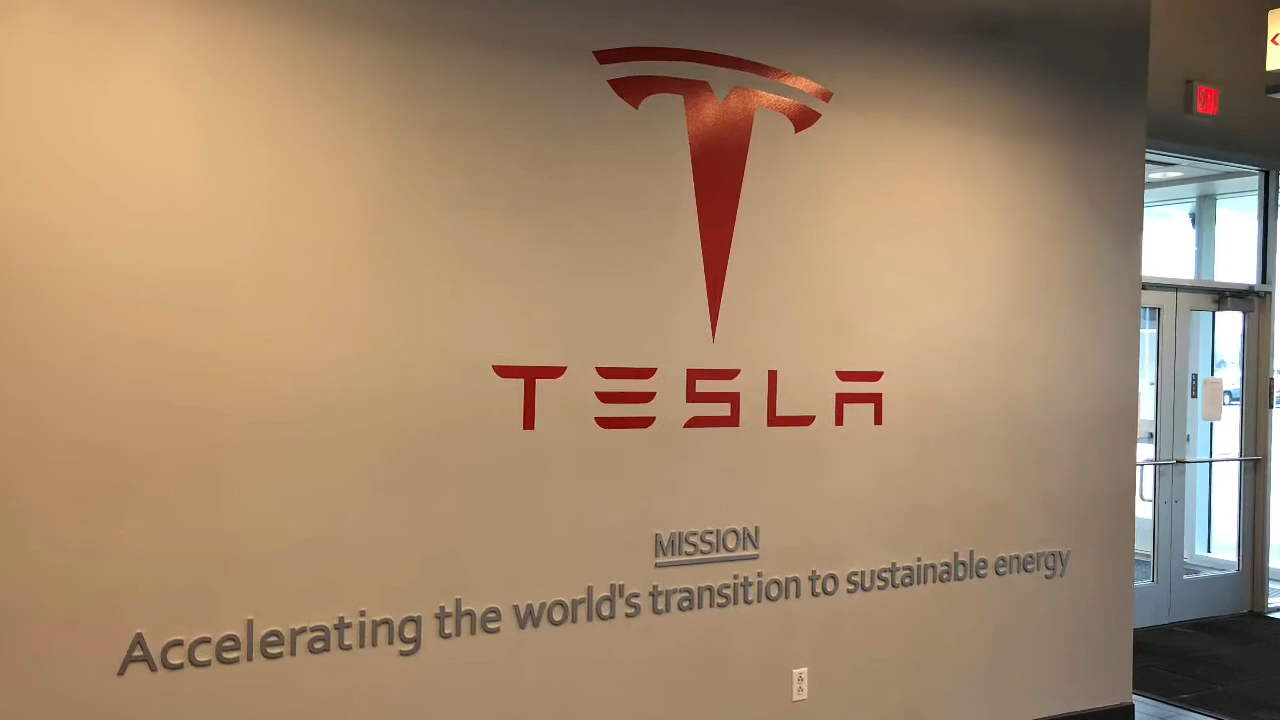 TESLA
MISSION
Accelerating the world's transition to sustainable energy
EXIT